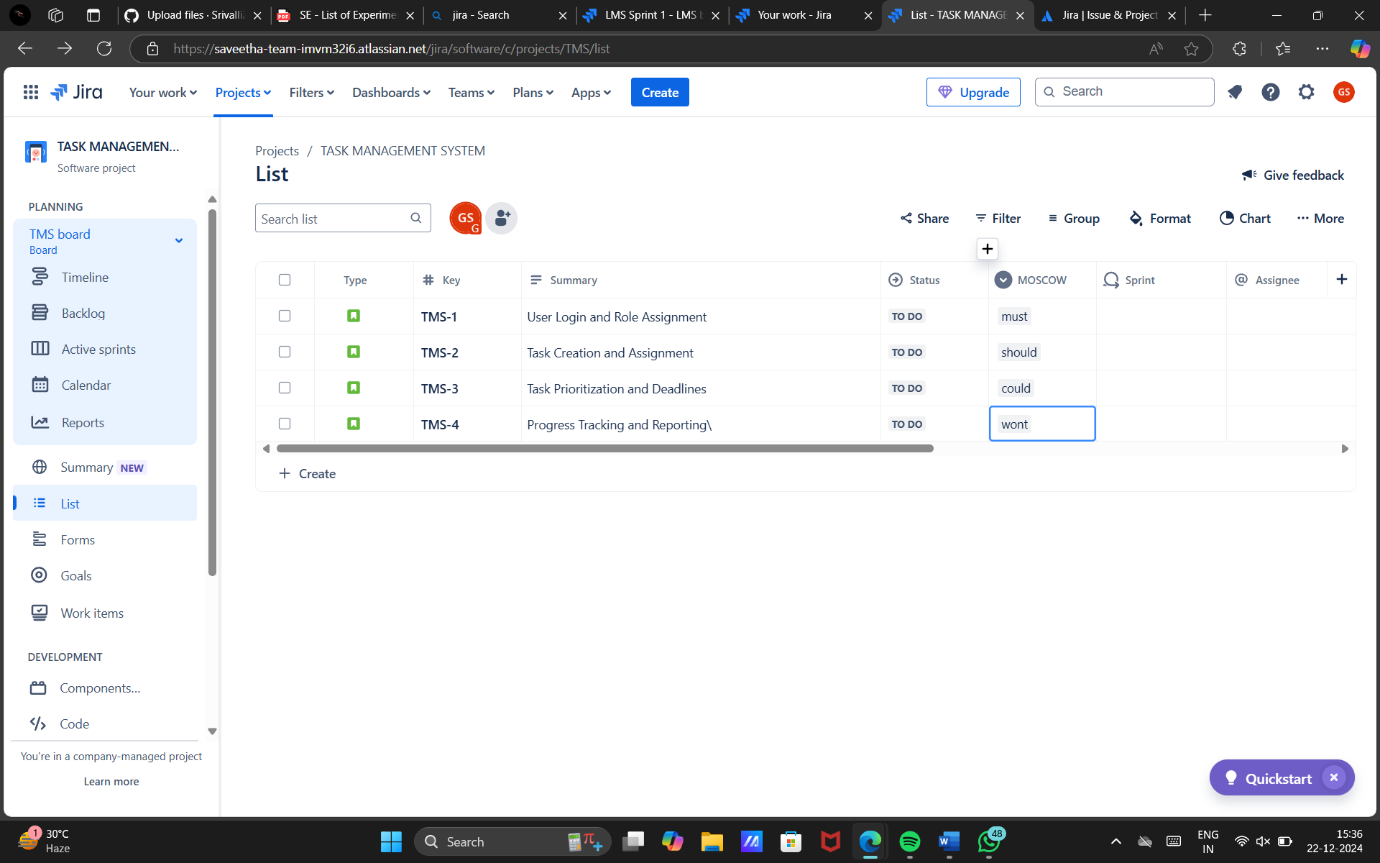 Upload files · Srivalli
SE - List of Experime
jira - Search
LMS Sprint 1 - LMS
Your work - Jira
List - TASK MANAGE
Jira | Issue & Project
https://saveetha-team-imvm32i6.atlassian.net/jira/software/c/projects/TMS/list
Jira
Your work
Projects
Filters
Dashboards
Teams
Plans
Apps
Create
Upgrade
Search
GS
TASK MANAGEMEN...
Software project
PLANNING
TMS board
Board
Timeline
Backlog
Active sprints
Calendar
Reports
Summary NEW
List
Forms
Goals
Work items
DEVELOPMENT
Components...
Code
You're in a company-managed project
Learn more
Projects / TASK MANAGEMENT SYSTEM
List
Give feedback
Search list
GS
G
Share
Filter
Group
Format
Chart
More
Type # Key Summary Status MOSCOW Sprint @ Assignee
TMS-1 User Login and Role Assignment TO DO must
TMS-2 Task Creation and Assignment TO DO should
TMS-3 Task Prioritization and Deadlines TO DO could
TMS-4 Progress Tracking and Reporting\ TO DO wont
+ Create
Quickstart
1
30°C
Haze
Search
48
ENG
IN
15:36
22-12-2024